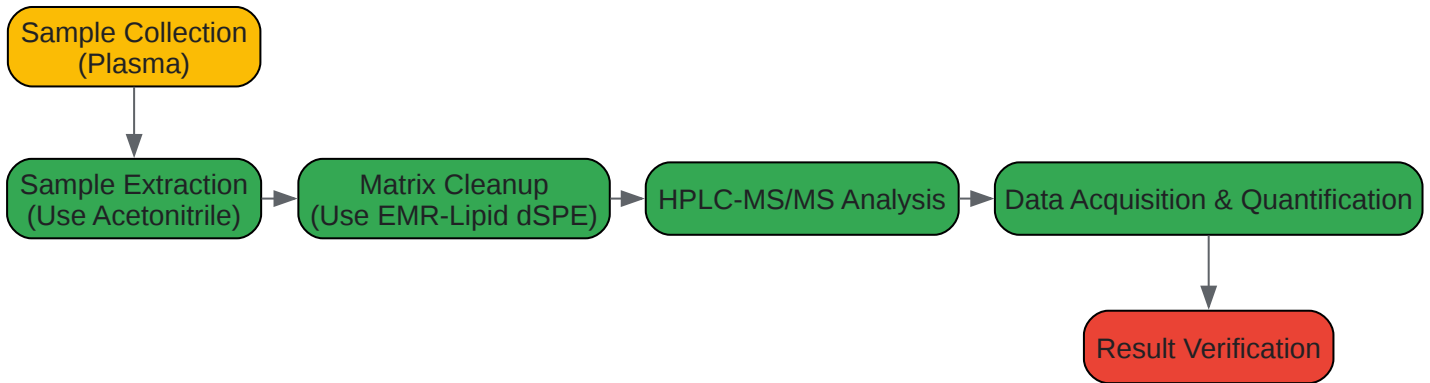 Sample Collection
(Plasma)
Sample Extraction
(Use Acetonitrile)
Matrix Cleanup
(Use EMR-Lipid dSPE)
HPLC-MS/MS Analysis
Data Acquisition & Quantification
Result Verification